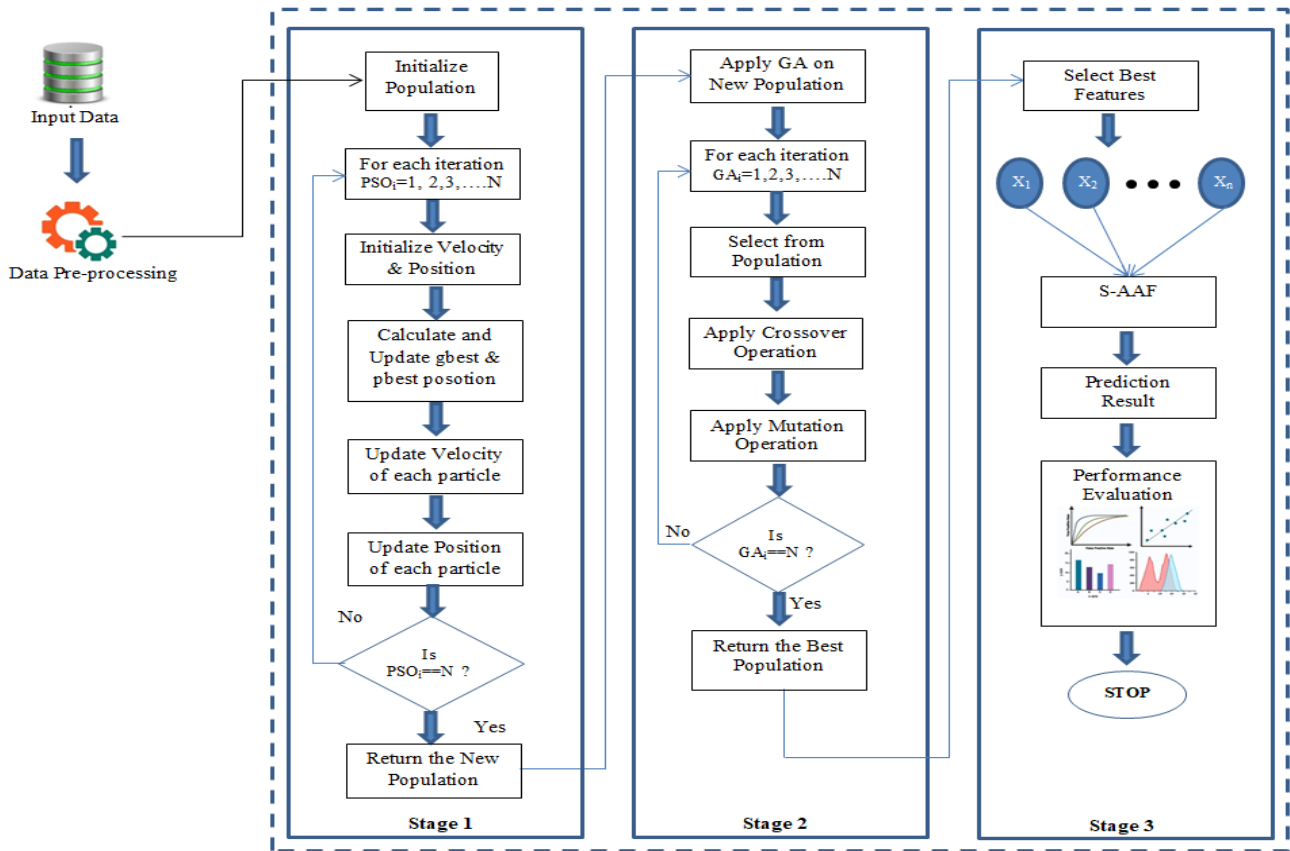 Input Data
Data Pre-processing
Initialize
Population
For each iteration
PSOi=1, 2,3,….N
Initialize Velocity
& Position
Calculate and
Update gbest &
pbest posotion
Update Velocity
of each particle
Update Position
of each particle
No
Is
PSOi==N ?
Yes
Return the New
Population
Stage 1
Apply GA on
New Population
For each iteration
GAi=1,2,3,….N
Select from
Population
Apply Crossover
Operation
Apply Mutation
Operation
No
Is
GAi==N ?
Yes
Return the Best
Population
Stage 2
Select Best
Features
X1 X2 • • • Xn
S-AAF
Prediction
Result
Performance
Evaluation
STOP
Stage 3